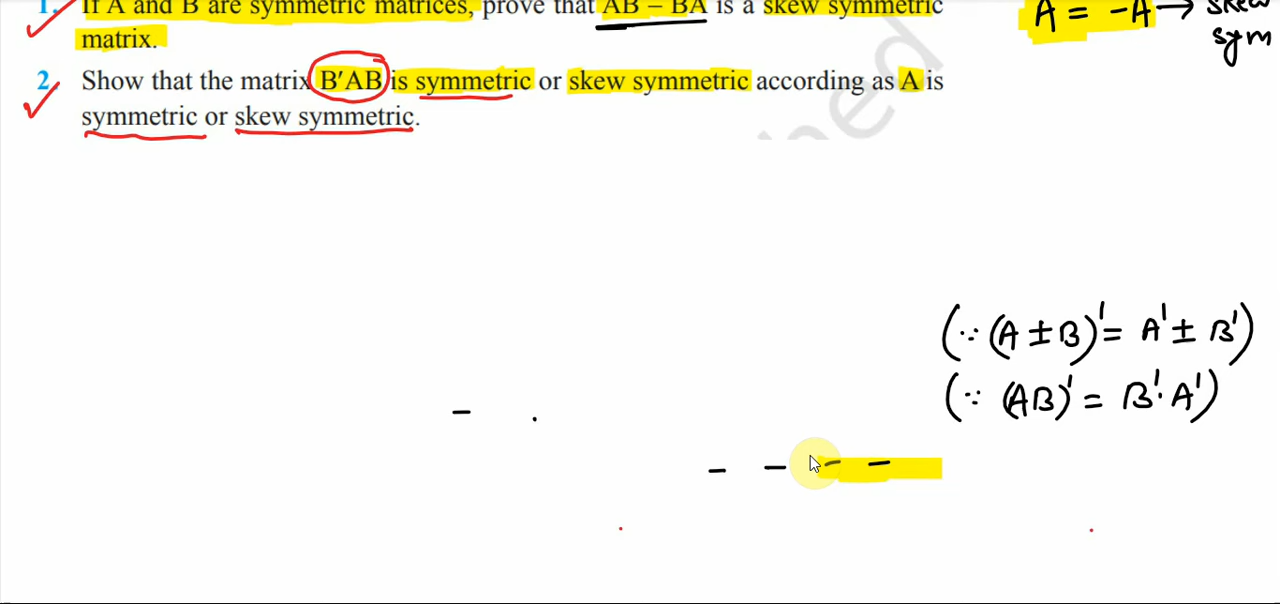 1. If A and B are symmetric matrices, prove that AB – BA is a skew symmetric
matrix.
A = -A → skew
sym
2. Show that the matrix B′AB is symmetric or skew symmetric according as A is
symmetric or skew symmetric.
(∵ (A ± B)' = A' ± B')
(∵ (AB)' = B'. A')